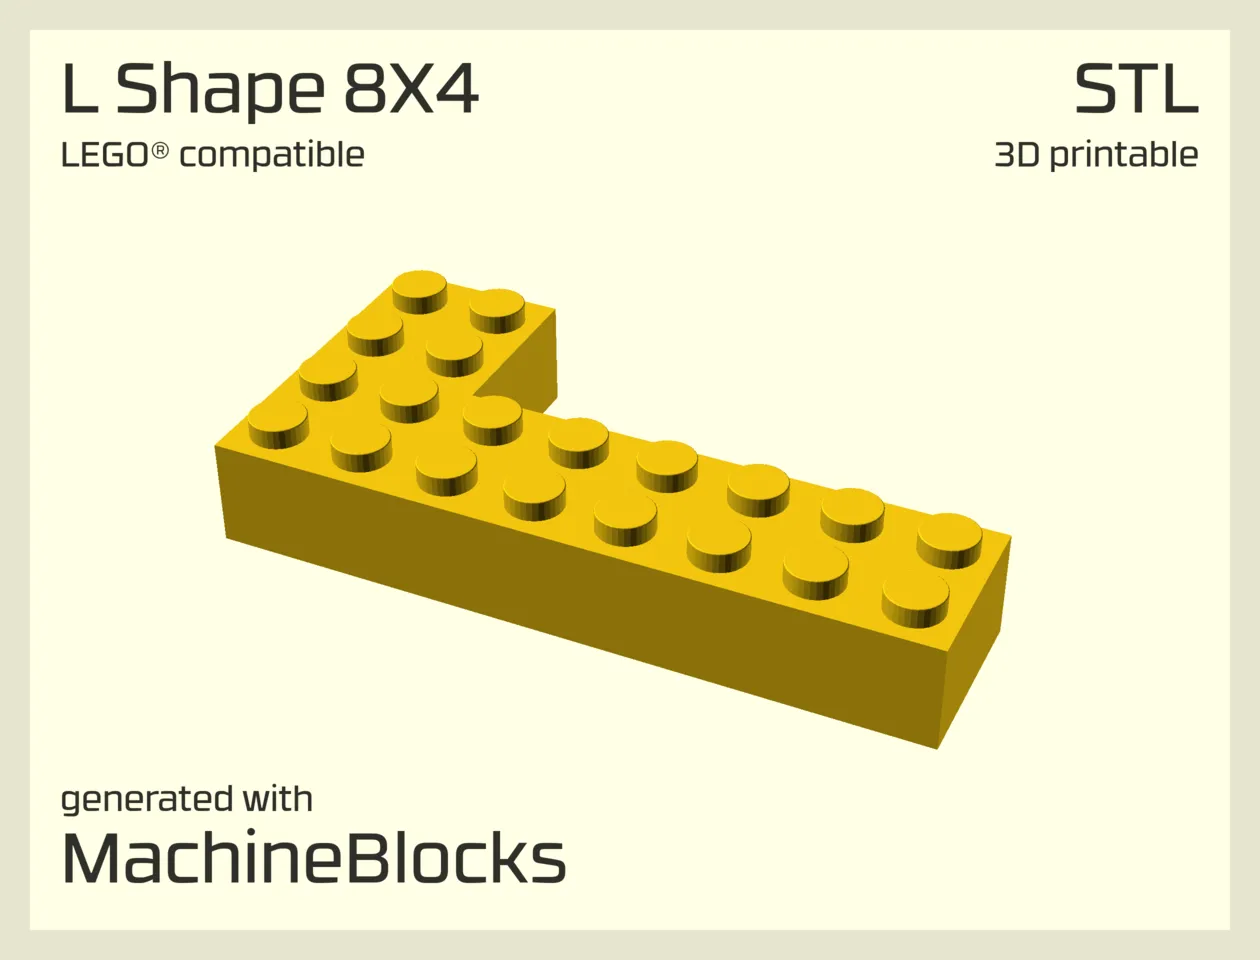 L Shape 8X4
LEGO® compatible
STL
3D printable
generated with
MachineBlocks